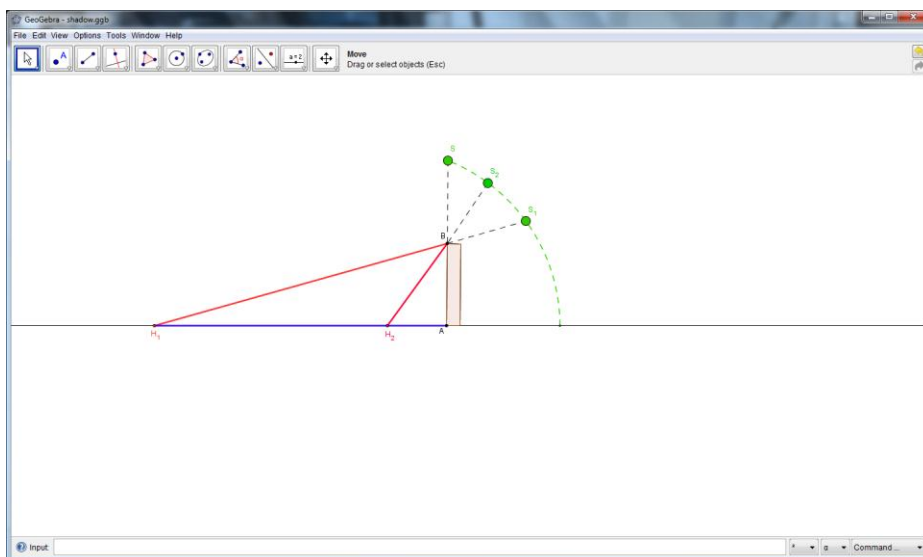 GeoGebra - shadow.ggb
File Edit View Options Tools Window Help
A
a=2
Move
Drag or select objects (Esc)
S
S₂
S₁
B
H₁
H₂
A
Input:
α
Command...